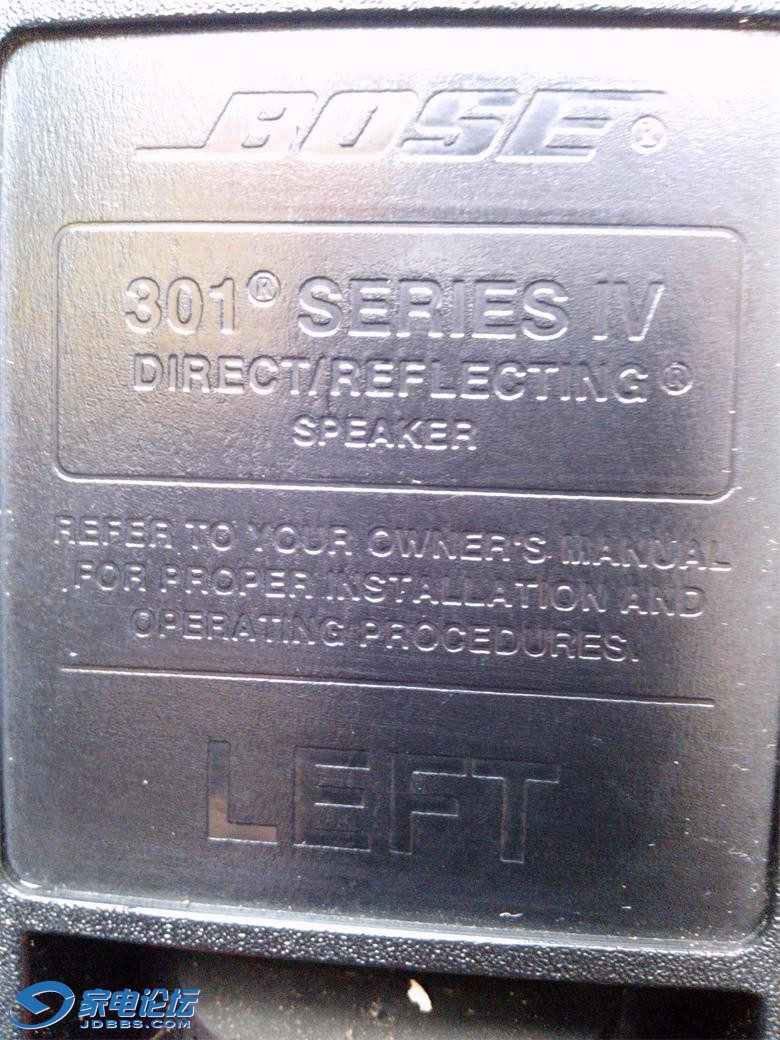 BOSE®
301® SERIES IV
DIRECT/REFLECTING®
SPEAKER
REFER TO YOUR OWNER'S MANUAL
FOR PROPER INSTALLATION AND
OPERATING PROCEDURES.
LEFT
家电论坛
JDBBS.COM